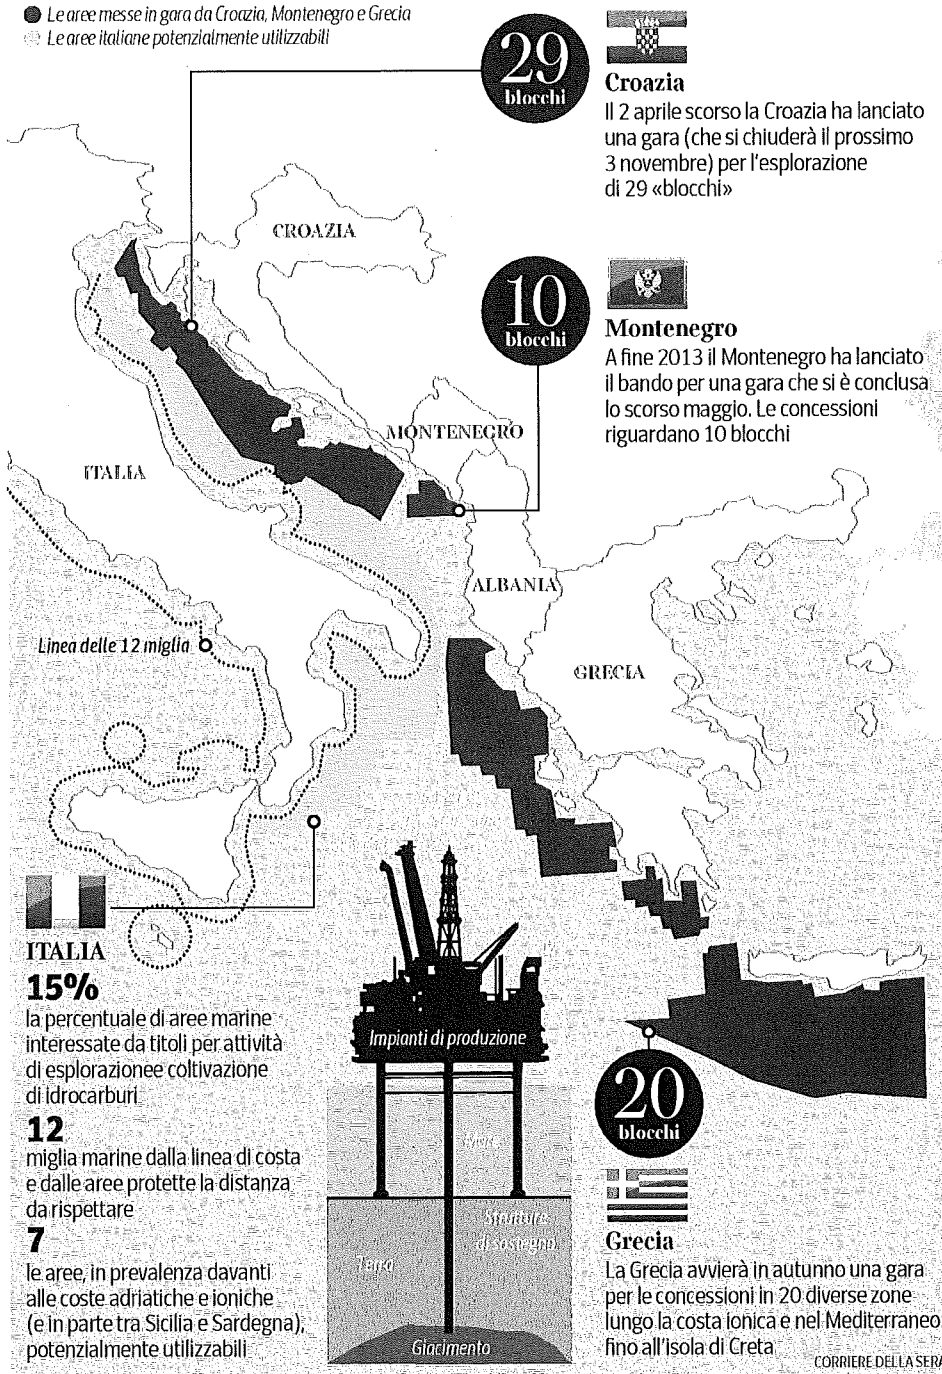 Le aree messe in gara da Croazia, Montenegro e Grecia
Le aree italiane potenzialmente utilizzabili
29
blocchi
Croazia
Il 2 aprile scorso la Croazia ha lanciato
una gara (che si chiuderà il prossimo
3 novembre) per l'esplorazione
di 29 «blocchi»
CROAZIA
10
blocchi
Montenegro
A fine 2013 il Montenegro ha lanciato
il bando per una gara che si è conclusa
lo scorso maggio. Le concessioni
riguardano 10 blocchi
MONTENEGRO
ITALIA
ALBANIA
Linea delle 12 miglia
GRECIA
ITALIA
15%
la percentuale di aree marine
interessate da titoli per attività
di esplorazionee coltivazione
di idrocarburi
12
miglia marine dalla linea di costa
e dalle aree protette la distanza
da rispettare
7
le aree, in prevalenza davanti
alle coste adriatiche e ioniche
(e in parte tra Sicilia e Sardegna),
potenzialmente utilizzabili
Impianti di produzione
Strutture
di sostegno
Terra
Giacimento
20
blocchi
Grecia
La Grecia avvierà in autunno una gara
per le concessioni in 20 diverse zone
lungo la costa Ionica e nel Mediterraneo
fino all'isola di Creta
CORRIERE DELLA SERA